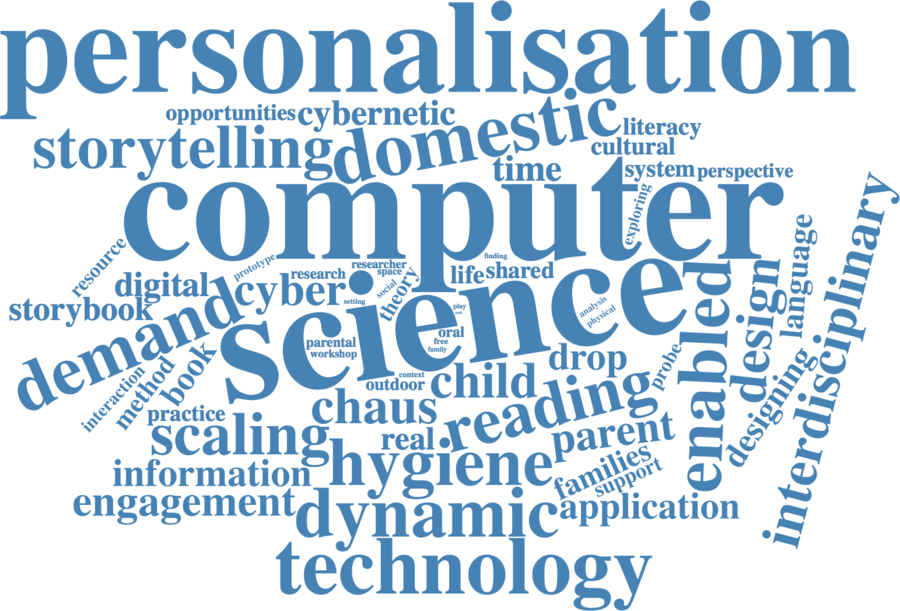 personalisation
opportunities cybernetic
storytelling domestic literacy
cultural
time system perspective
computer
exploring
interdisciplinary
resource
prototype
finding
researcher
research space
social
theory
life shared
digital
cyber
setting
language
storybook
demand
science
play
analysis
physical
enabled
design
oral
free
family
parental
workshop
drop
probe
interaction
method
book
context
outdoor
child
designing
practice
chaus
reading
scaling
real
parent
hygiene
families
support
information
engagement
dynamic
application
technology